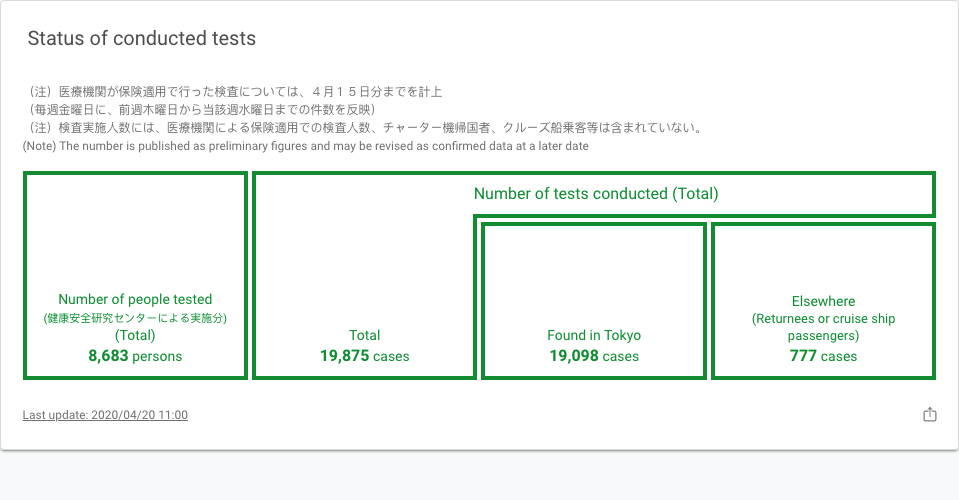 Status of conducted tests
（注）医療機関が保険適用で行った検査については、４月１５日分までを計上
（毎週金曜日に、前週木曜日から当該週水曜日までの件数を反映）
（注）検査実施人数には、医療機関による保険適用での検査人数、チャーター機帰国者、クルーズ船乗客等は含まれていない。
(Note) The number is published as preliminary figures and may be revised as confirmed data at a later date
Number of tests conducted (Total)
Number of people tested
(健康安全研究センターによる実施分)
(Total)
8,683 persons
Total
19,875 cases
Found in Tokyo
19,098 cases
Elsewhere
(Returnees or cruise ship
passengers)
777 cases
Last update: 2020/04/20 11:00